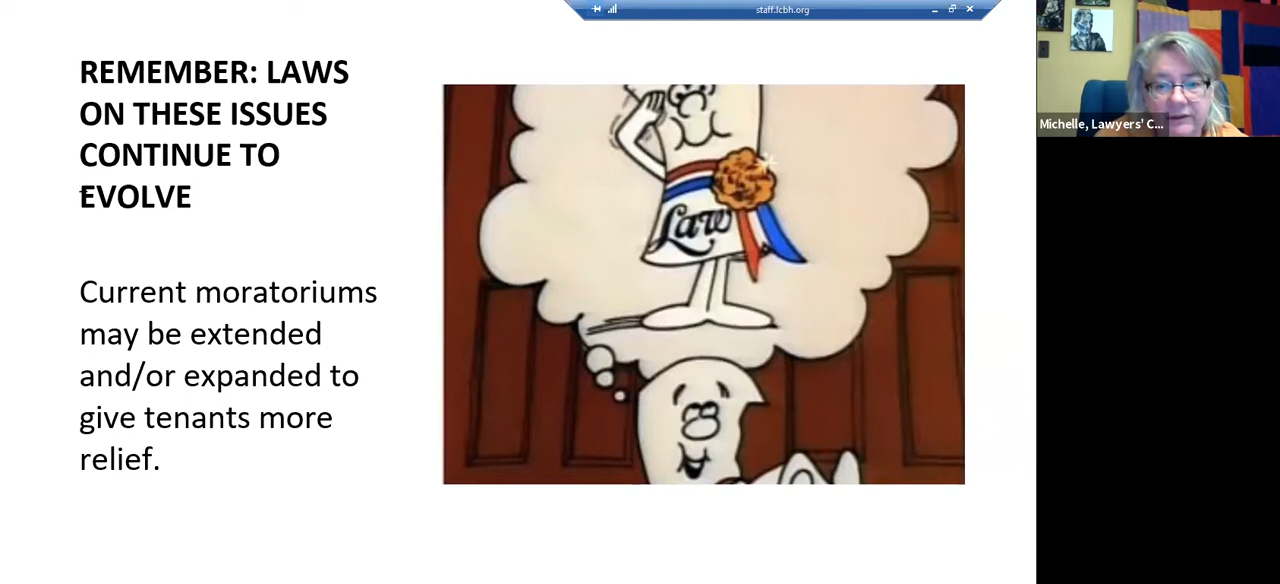 staff.lcbh.org
REMEMBER: LAWS
ON THESE ISSUES
CONTINUE TO
EVOLVE
Current moratoriums
may be extended
and/or expanded to
give tenants more
relief.
Law
Michelle, Lawyers' C...